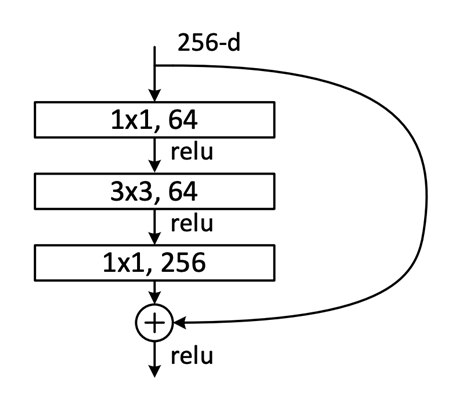 256-d
1x1, 64
relu
3x3, 64
relu
1x1, 256
+
relu